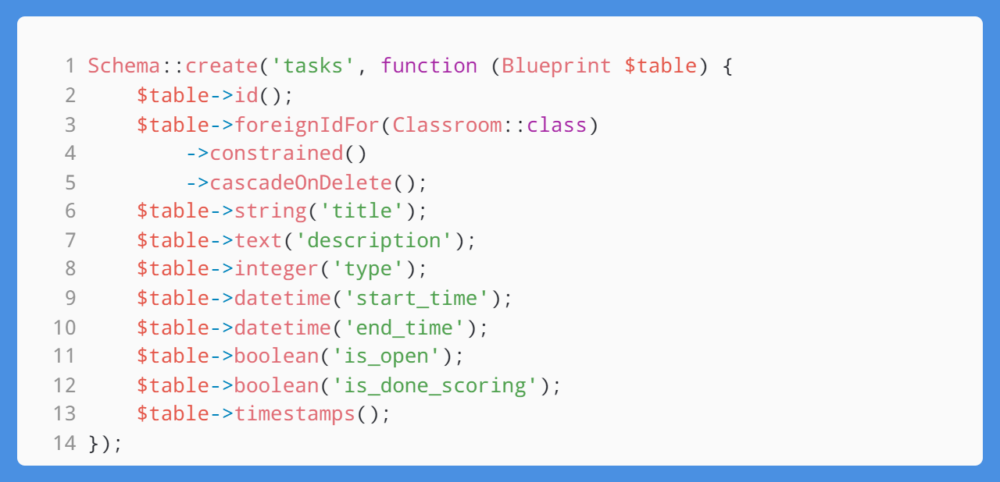 1 Schema::create('tasks', function (Blueprint $table) {
2     $table->id();
3     $table->foreignIdFor(Classroom::class)
4         ->constrained()
5         ->cascadeOnDelete();
6     $table->string('title');
7     $table->text('description');
8     $table->integer('type');
9     $table->datetime('start_time');
10     $table->datetime('end_time');
11     $table->boolean('is_open');
12     $table->boolean('is_done_scoring');
13     $table->timestamps();
14 });